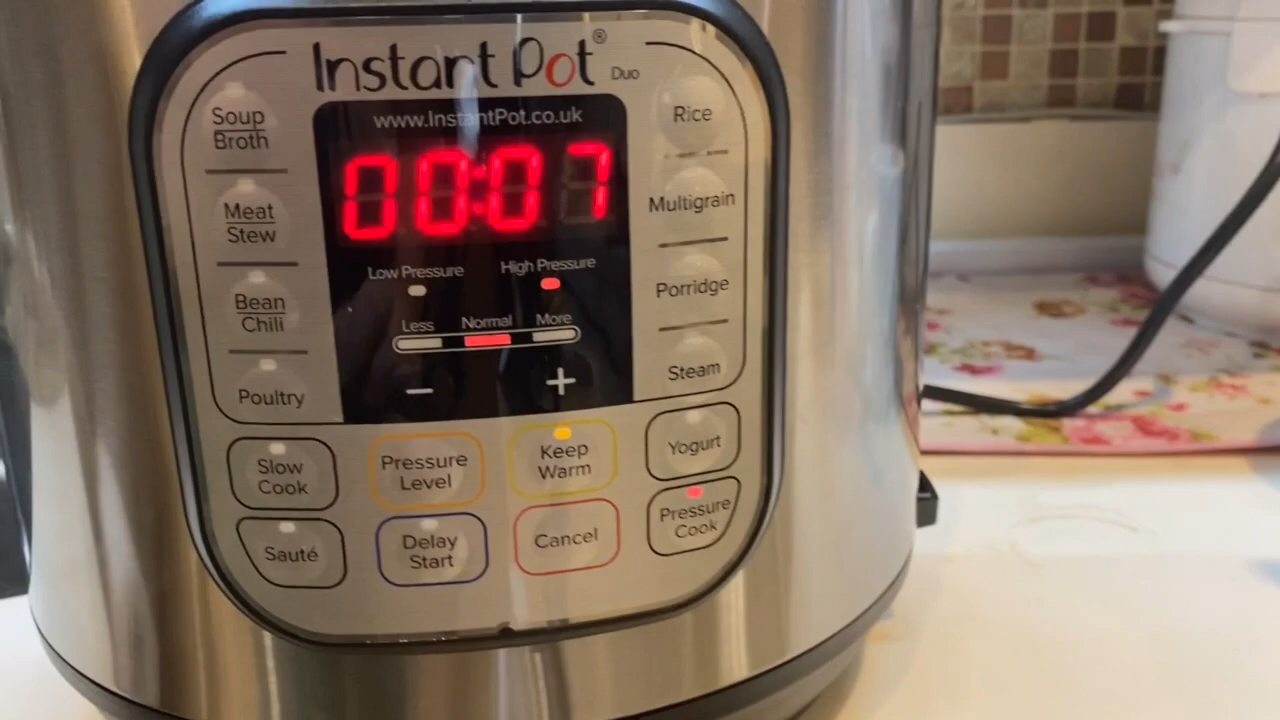 Instant Pot® Duo
www.InstantPot.co.uk
00:07
Low Pressure
High Pressure
Less
Normal
More
−
+
Soup
Broth
Meat
Stew
Bean
Chili
Poultry
Rice
Multigrain
Porridge
Steam
Slow
Cook
Pressure
Level
Keep
Warm
Yogurt
Sauté
Delay
Start
Cancel
Pressure
Cook